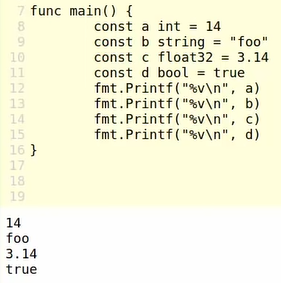 7 func main() {
8 const a int = 14
9 const b string = "foo"
10 const c float32 = 3.14
11 const d bool = true
12 fmt.Printf("%v\n", a)
13 fmt.Printf("%v\n", b)
14 fmt.Printf("%v\n", c)
15 fmt.Printf("%v\n", d)
16 }
17
18
19
14
foo
3.14
true